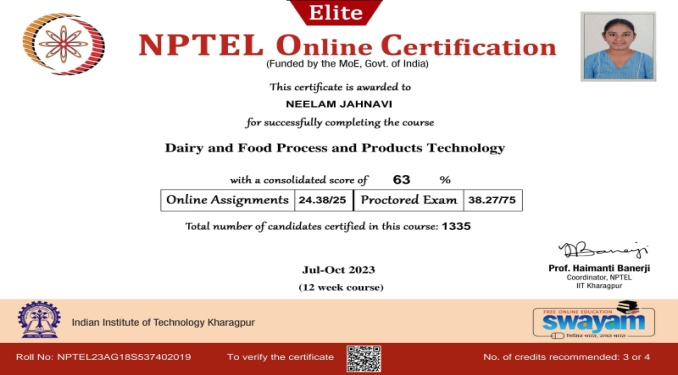 Elite
NPTEL Online Certification
(Funded by the MoE, Govt. of India)
This certificate is awarded to
NEELAM JAHNAVI
for successfully completing the course
Dairy and Food Process and Products Technology
with a consolidated score of 63 %
Online Assignments 24.38/25 Proctored Exam 38.27/75
Total number of candidates certified in this course: 1335
Jul-Oct 2023
(12 week course)
Prof. Haimanti Banerji
Coordinator, NPTEL
IIT Kharagpur
Indian Institute of Technology Kharagpur
FREE ONLINE EDUCATION
swayam
शिक्षित भारत, उन्नत भारत
Roll No: NPTEL23AG18S537402019 To verify the certificate No. of credits recommended: 3 or 4